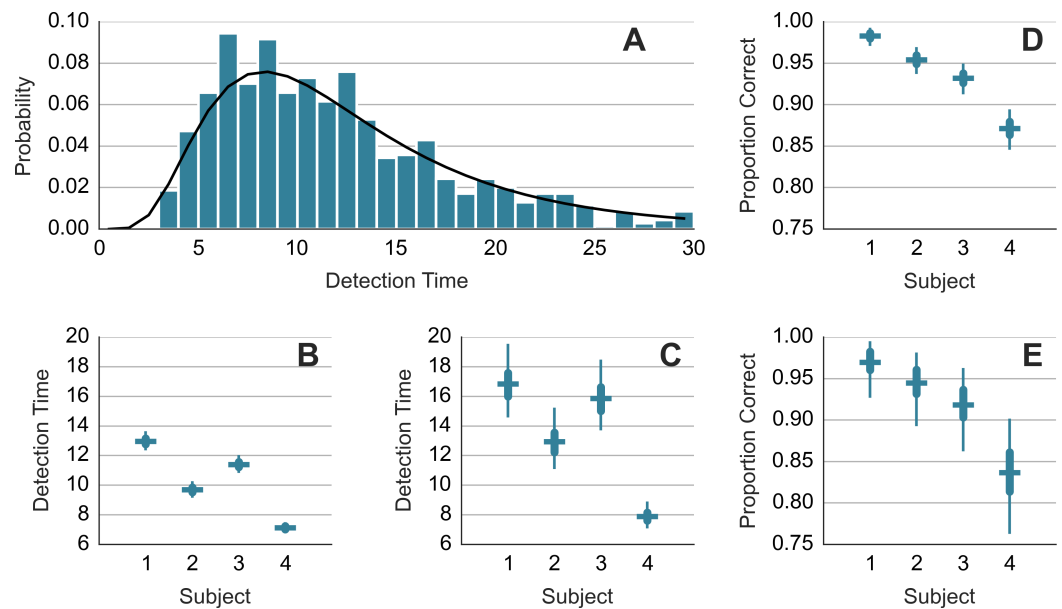 A
Probability
0.10
0.08
0.06
0.04
0.02
0.00
0 5 10 15 20 25 30
Detection Time
D
Proportion Correct
1.00
0.95
0.90
0.85
0.80
0.75
1 2 3 4
Subject
B
Detection Time
20
18
16
14
12
10
8
6
1 2 3 4
Subject
C
Detection Time
20
18
16
14
12
10
8
6
1 2 3 4
Subject
E
Proportion Correct
1.00
0.95
0.90
0.85
0.80
0.75
1 2 3 4
Subject